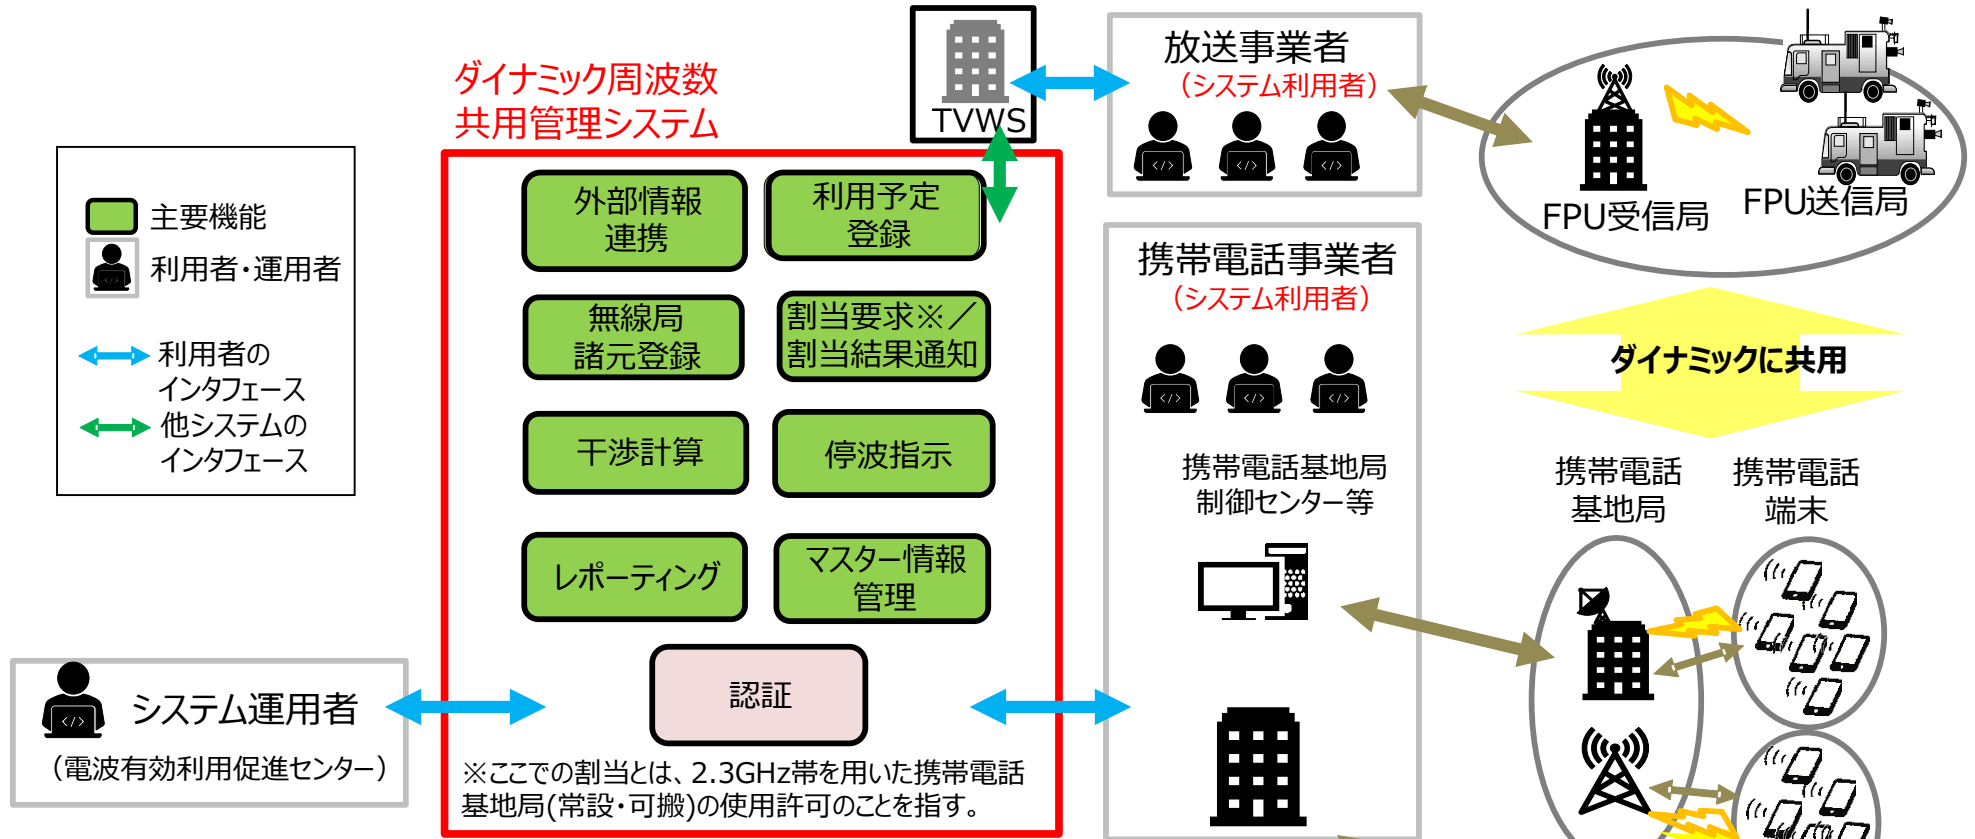 ダイナミック周波数
共用管理システム
TVWS
放送事業者
（システム利用者）
FPU受信局
FPU送信局
主要機能
利用者・運用者
利用者の
インタフェース
他システムの
インタフェース
外部情報
連携
利用予定
登録
無線局
諸元登録
割当要求※／
割当結果通知
干渉計算
停波指示
レポーティング
マスター情報
管理
認証
※ここでの割当とは、2.3GHz帯を用いた携帯電話
基地局(常設・可搬)の使用許可のことを指す。
システム運用者
（電波有効利用促進センター）
携帯電話事業者
（システム利用者）
携帯電話基地局
制御センター等
ダイナミックに共用
携帯電話
基地局
携帯電話
端末